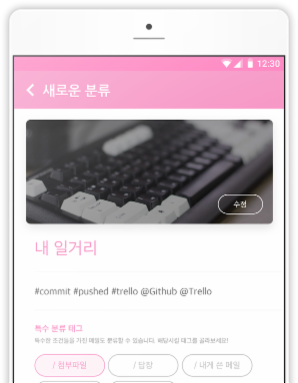 12:30
새로운 분류
수정
내 일거리
#commit #pushed #trello @Github @Trello
특수 분류 태그
특수한 조건들을 가진 메일도 분류할 수 있습니다. 해당사항 태그를 골라보세요!
/ 첨부파일
/ 답장
/ 내게 쓴 메일